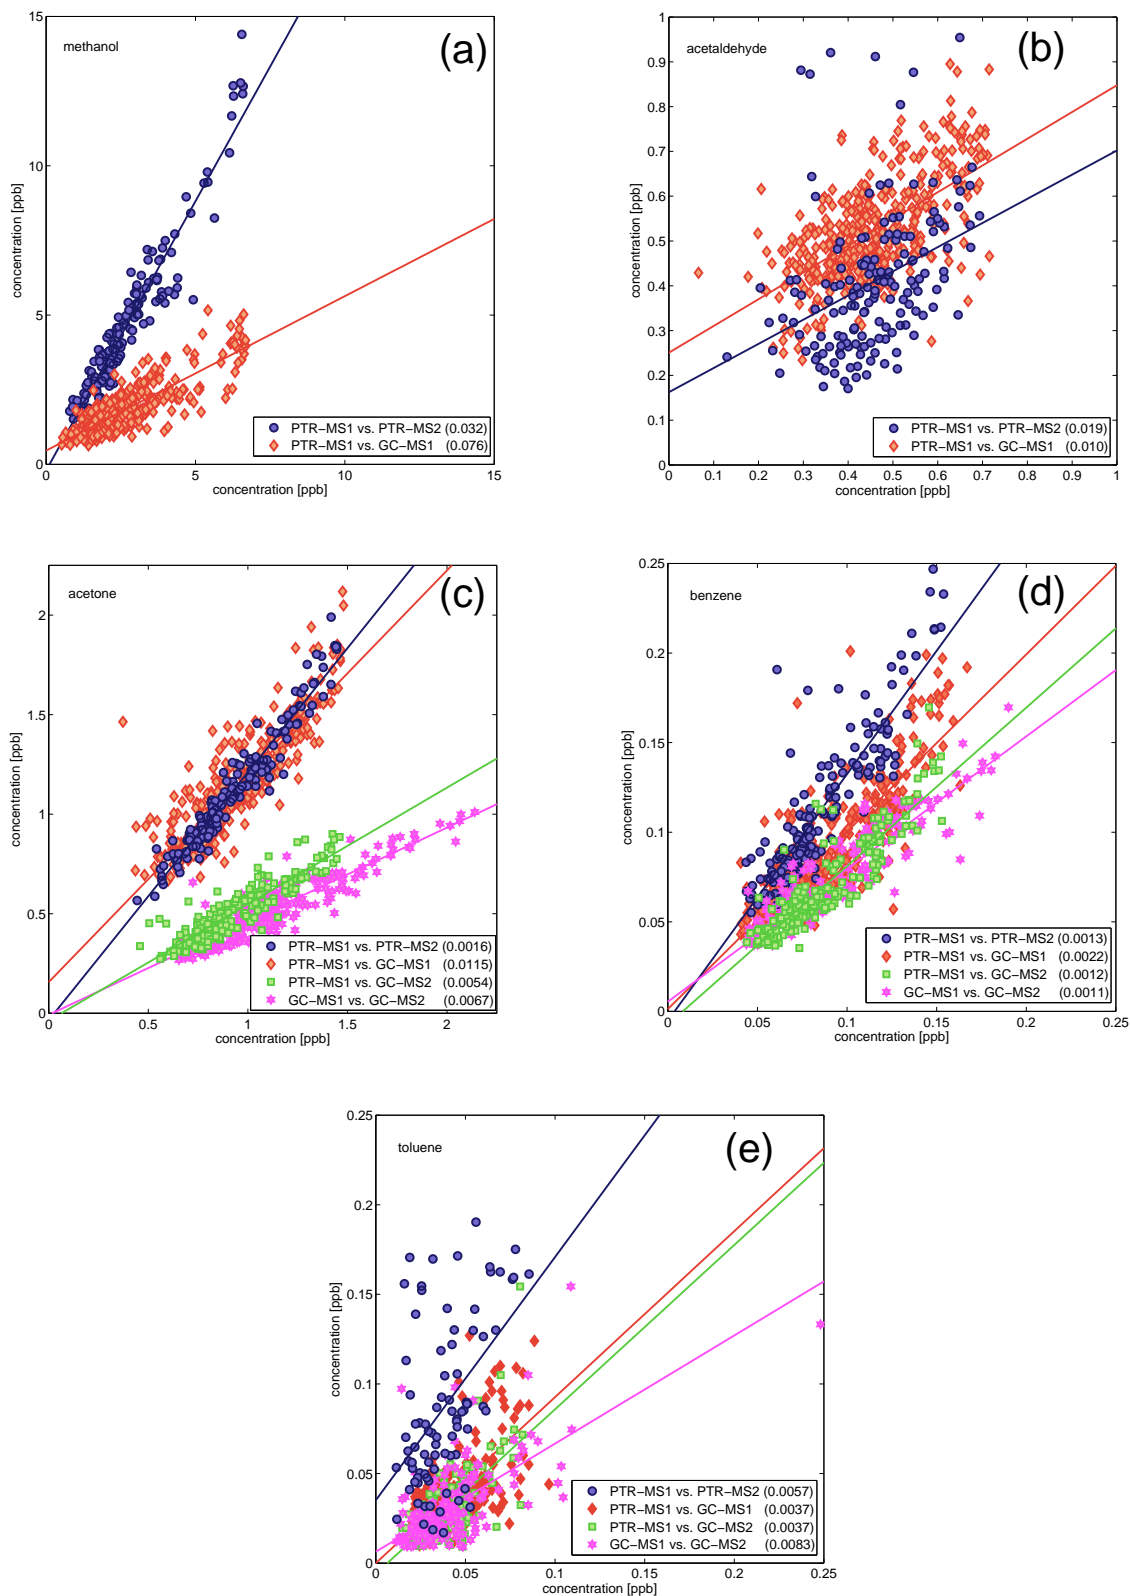 methanol
(a)
15
10
5
0
concentration [ppb]
PTR−MS1 vs. PTR−MS2 (0.032)
PTR−MS1 vs. GC−MS1 (0.076)
0 5 10 15
concentration [ppb]
acetaldehyde
(b)
1
0.9
0.8
0.7
0.6
0.5
0.4
0.3
0.2
0.1
0
concentration [ppb]
PTR−MS1 vs. PTR−MS2 (0.019)
PTR−MS1 vs. GC−MS1 (0.010)
0 0.1 0.2 0.3 0.4 0.5 0.6 0.7 0.8 0.9 1
concentration [ppb]
acetone
(c)
2
1.5
1
0.5
0
concentration [ppb]
PTR−MS1 vs. PTR−MS2 (0.0016)
PTR−MS1 vs. GC−MS1 (0.0115)
PTR−MS1 vs. GC−MS2 (0.0054)
GC−MS1 vs. GC−MS2 (0.0067)
0 0.5 1 1.5 2
concentration [ppb]
benzene
(d)
0.25
0.2
0.15
0.1
0.05
0
concentration [ppb]
PTR−MS1 vs. PTR−MS2 (0.0013)
PTR−MS1 vs. GC−MS1 (0.0022)
PTR−MS1 vs. GC−MS2 (0.0012)
GC−MS1 vs. GC−MS2 (0.0011)
0 0.05 0.1 0.15 0.2 0.25
concentration [ppb]
toluene
(e)
0.25
0.2
0.15
0.1
0.05
0
concentration [ppb]
PTR−MS1 vs. PTR−MS2 (0.0057)
PTR−MS1 vs. GC−MS1 (0.0037)
PTR−MS1 vs. GC−MS2 (0.0037)
GC−MS1 vs. GC−MS2 (0.0083)
0 0.05 0.1 0.15 0.2 0.25
concentration [ppb]